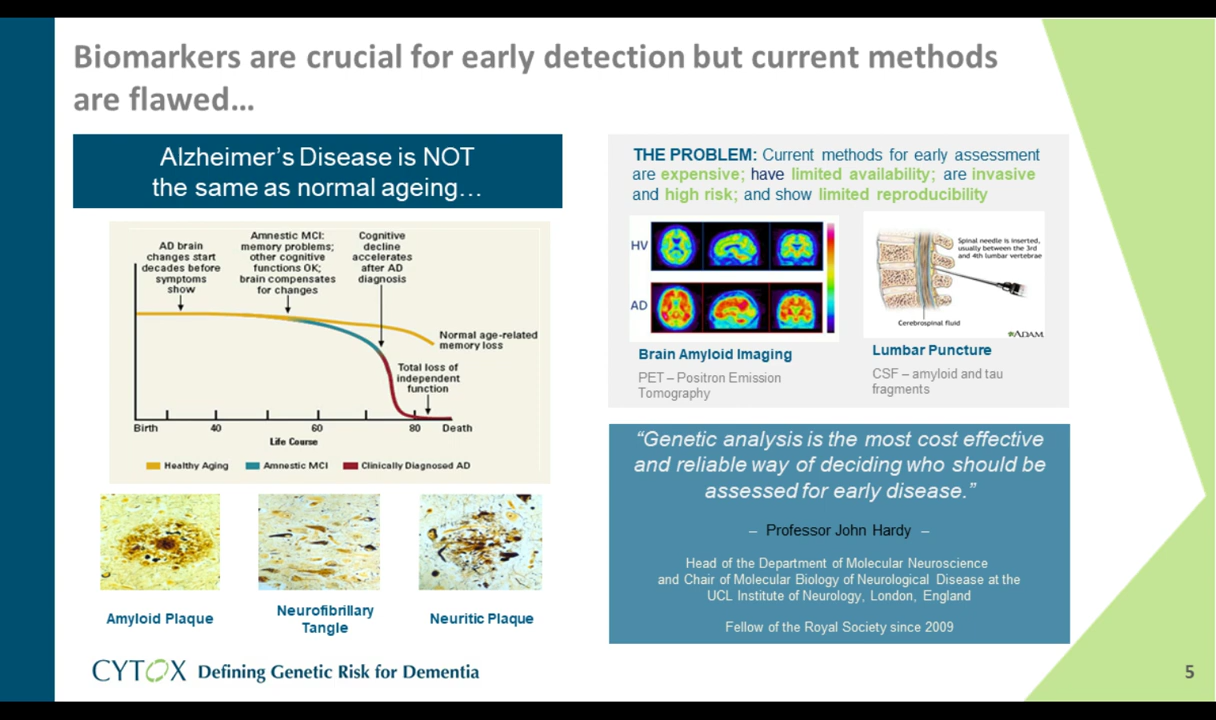 Biomarkers are crucial for early detection but current methods
are flawed…
Alzheimer's Disease is NOT
the same as normal ageing…
AD brain
changes start
decades before
symptoms
show
Amnestic MCI:
memory problems;
other cognitive
functions OK;
brain compensates
for changes
Cognitive
decline
accelerates
after AD
diagnosis
Normal age-related
memory loss
Total loss of
independent
function
Birth 40 60 80 Death
Life Course
Healthy Aging Amnestic MCI Clinically Diagnosed AD
Amyloid Plaque
Neurofibrillary
Tangle
Neuritic Plaque
THE PROBLEM: Current methods for early assessment
are expensive; have limited availability; are invasive
and high risk; and show limited reproducibility
HV
AD
Brain Amyloid Imaging
PET – Positron Emission
Tomography
Spinal needle is inserted,
usually between the 3rd
and 4th lumbar vertebrae
Cerebrospinal fluid
ADAM
Lumbar Puncture
CSF – amyloid and tau
fragments
“Genetic analysis is the most cost effective
and reliable way of deciding who should be
assessed for early disease.”
– Professor John Hardy –
Head of the Department of Molecular Neuroscience
and Chair of Molecular Biology of Neurological Disease at the
UCL Institute of Neurology, London, England
Fellow of the Royal Society since 2009
CYTOX Defining Genetic Risk for Dementia
5